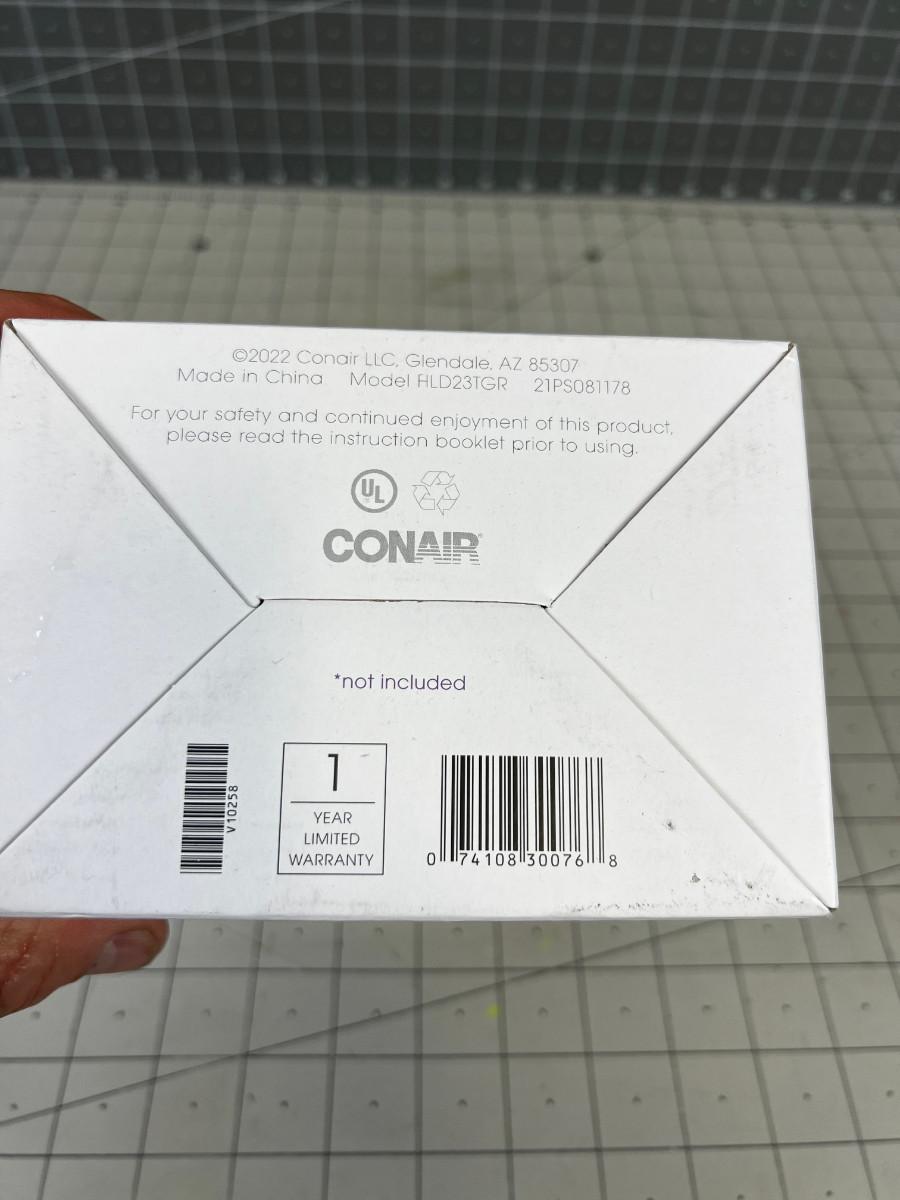 ©2022 Conair LLC, Glendale, AZ 85307
Made in China Model HLD23TGR 21PS081178
For your safety and continued enjoyment of this product,
please read the instruction booklet prior to using.
UL
CONAIR
*not included
V10258
1
YEAR
LIMITED
WARRANTY
0 74108 30076 8